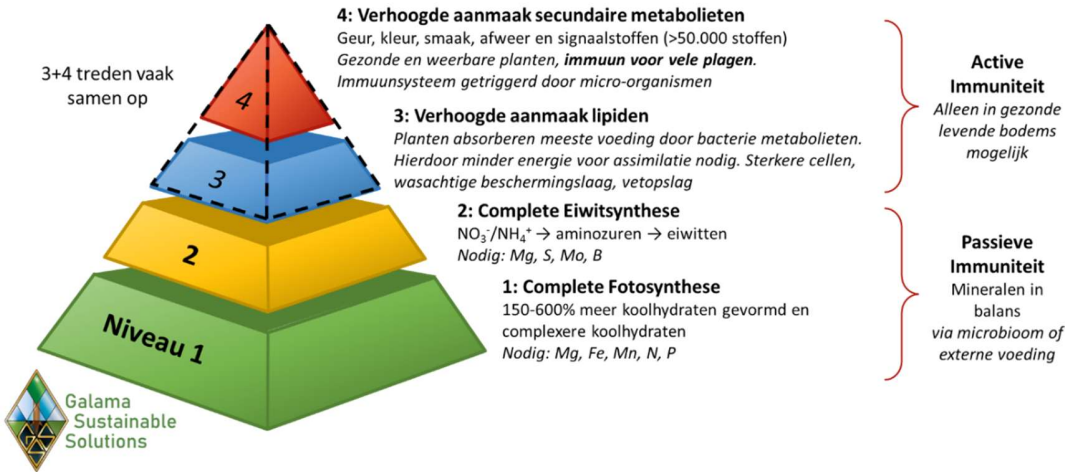 4: Verhoogde aanmaak secundaire metabolieten
Geur, kleur, smaak, afweer en signaalstoffen (>50.000 stoffen)
Gezonde en weerbare planten, immuun voor vele plagen.
Immuunsysteem getriggerd door micro-organismen
3+4 treden vaak
samen op
4
3: Verhoogde aanmaak lipiden
Planten absorberen meeste voeding door bacterie metabolieten.
Hierdoor minder energie voor assimilatie nodig. Sterkere cellen,
wasachtige beschermingslaag, vetopslag
3
Active
Immuniteit
Alleen in gezonde
levende bodems
mogelijk
2: Complete Eiwitsynthese
NO₃⁻/NH₄⁺ → aminozuren → eiwitten
Nodig: Mg, S, Mo, B
2
1: Complete Fotosynthese
150-600% meer koolhydraten gevormd en
complexere koolhydraten
Nodig: Mg, Fe, Mn, N, P
Niveau 1
Passieve
Immuniteit
Mineralen in
balans
via microbioom of
externe voeding
Galama
Sustainable
Solutions